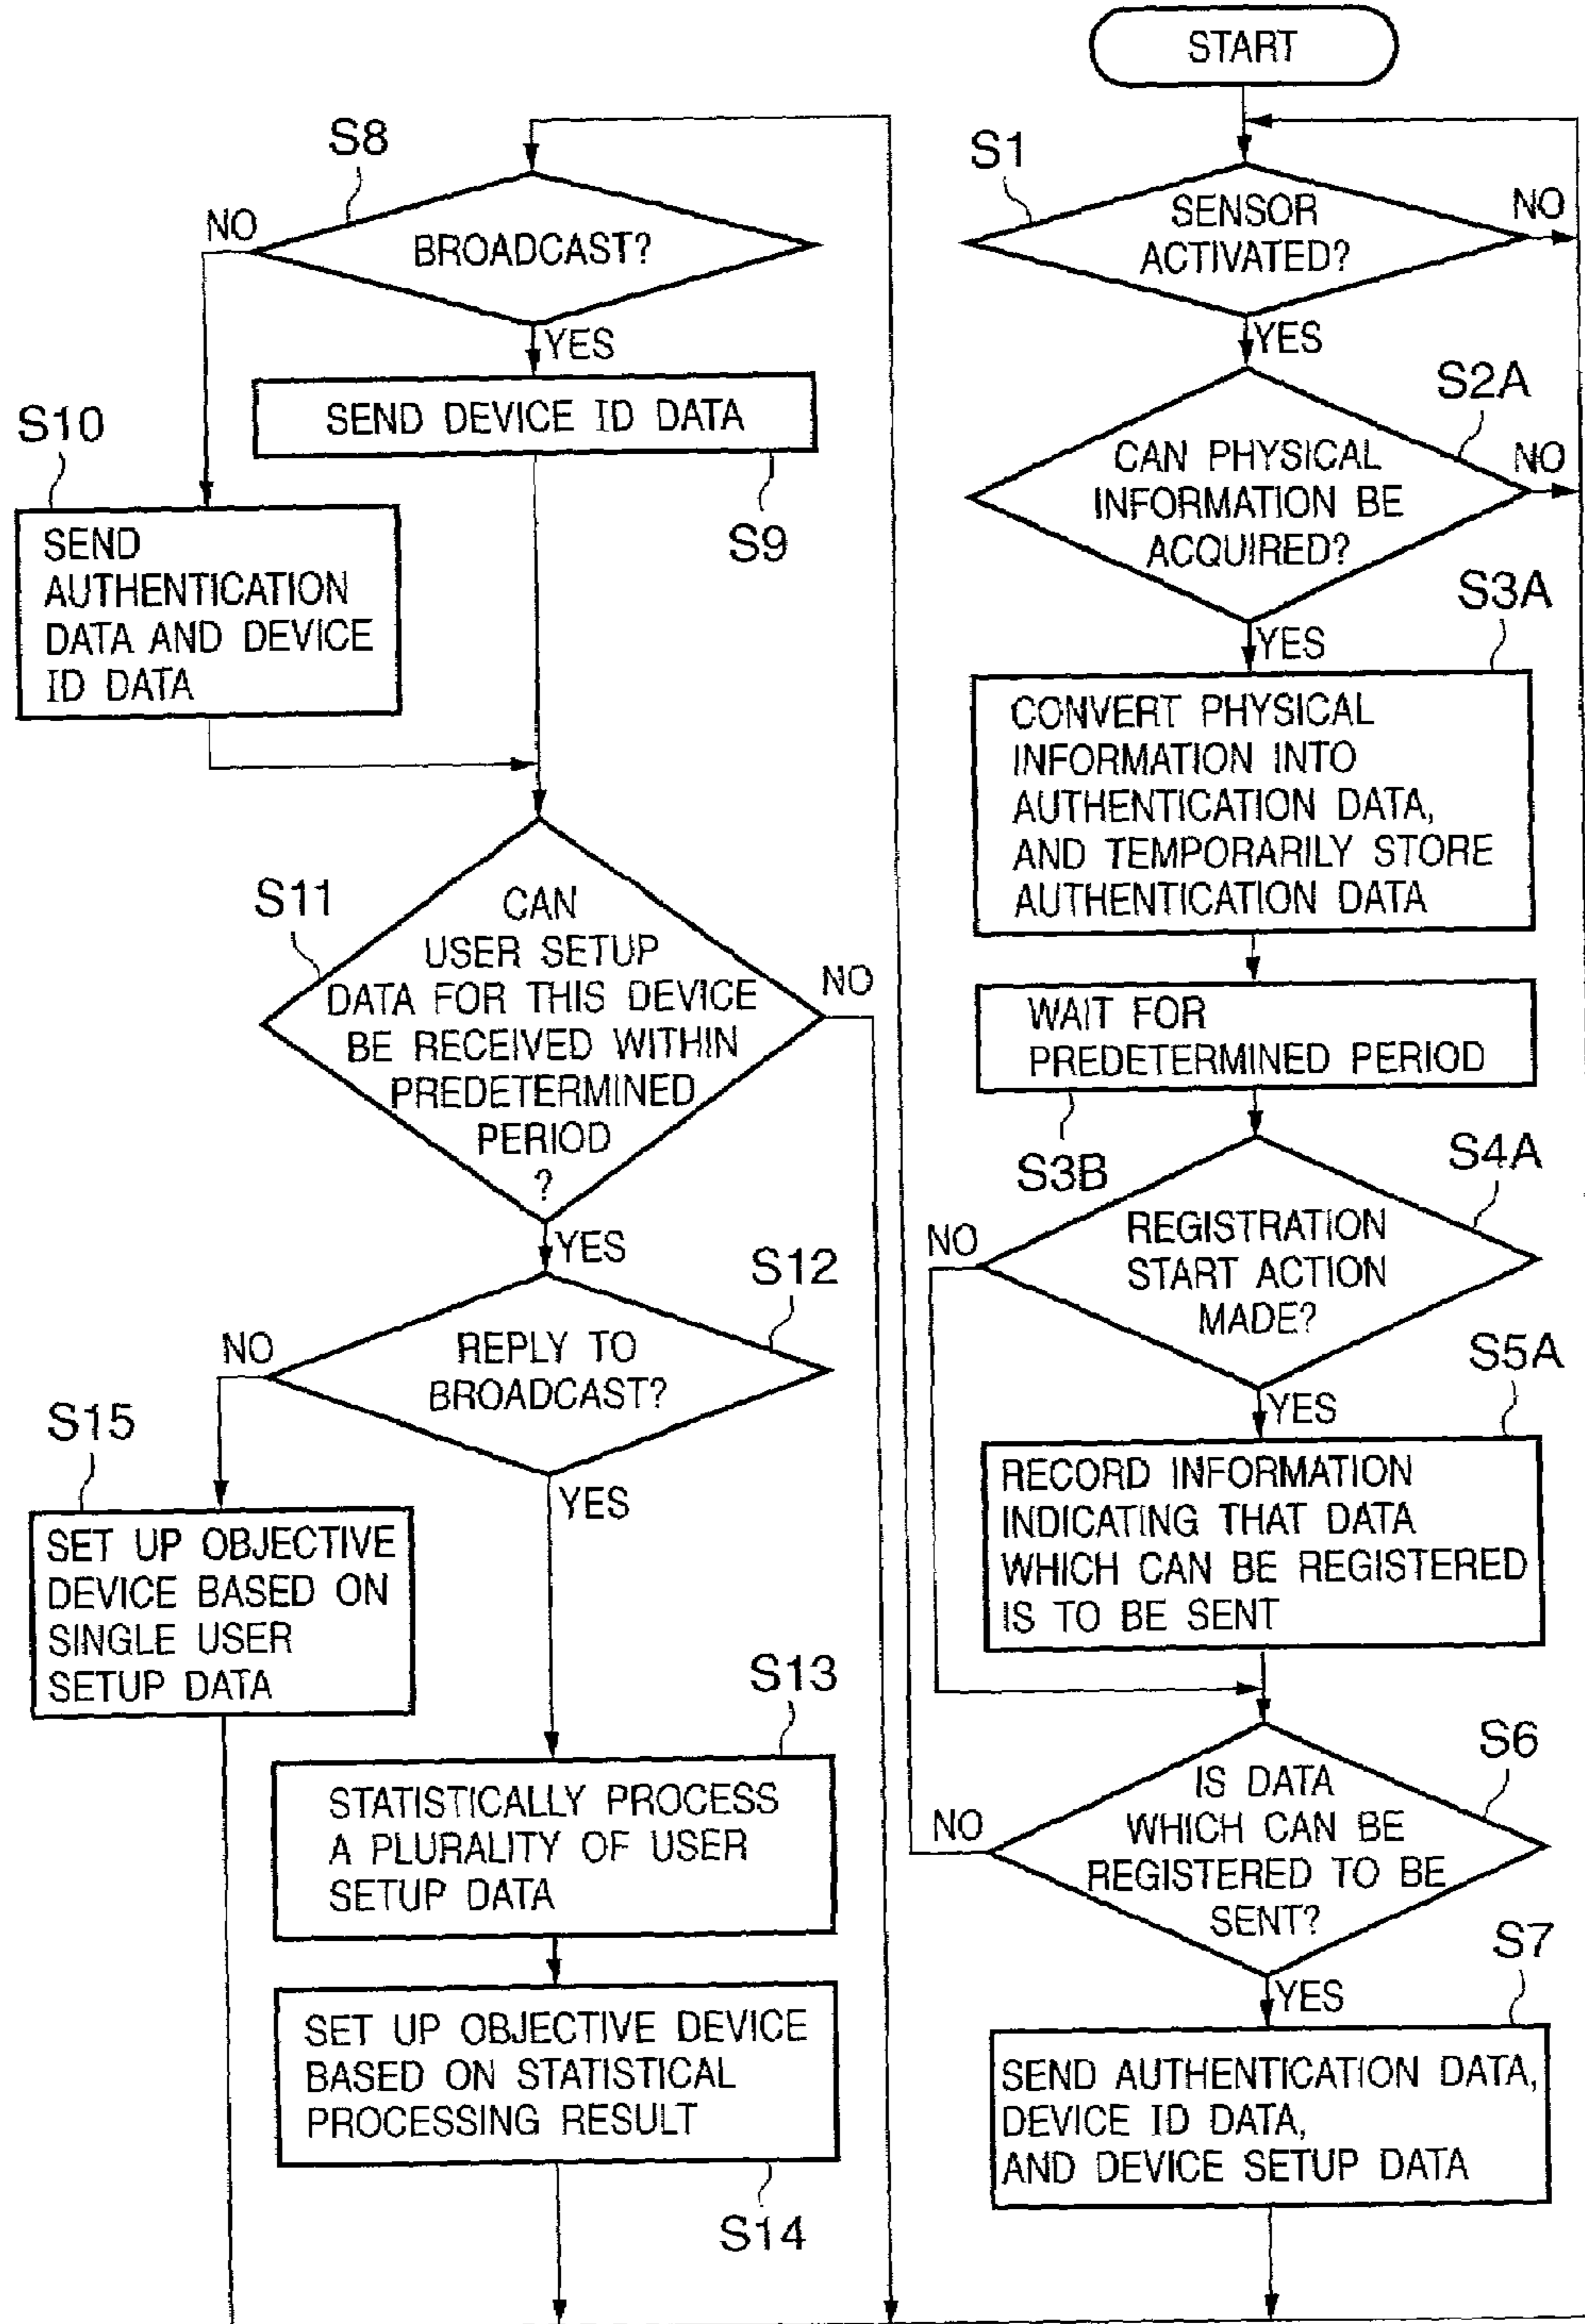 START
S1
SENSOR
ACTIVATED?
NO
YES
S2A
CAN PHYSICAL
INFORMATION BE
ACQUIRED?
NO
YES
S3A
CONVERT PHYSICAL
INFORMATION INTO
AUTHENTICATION DATA,
AND TEMPORARILY STORE
AUTHENTICATION DATA
WAIT FOR
PREDETERMINED PERIOD
S3B
S4A
REGISTRATION
START ACTION
MADE?
NO
YES
S5A
RECORD INFORMATION
INDICATING THAT DATA
WHICH CAN BE REGISTERED
IS TO BE SENT
S6
IS DATA
WHICH CAN BE
REGISTERED TO BE
SENT?
NO
YES
S7
SEND AUTHENTICATION DATA,
DEVICE ID DATA,
AND DEVICE SETUP DATA
S8
BROADCAST?
NO
YES
SEND DEVICE ID DATA
S9
S10
SEND
AUTHENTICATION
DATA AND DEVICE
ID DATA
S11
CAN
USER SETUP
DATA FOR THIS DEVICE
BE RECEIVED WITHIN
PREDETERMINED
PERIOD
?
NO
YES
S12
REPLY TO
BROADCAST?
NO
YES
S15
SET UP OBJECTIVE
DEVICE BASED ON
SINGLE USER
SETUP DATA
S13
STATISTICALLY PROCESS
A PLURALITY OF USER
SETUP DATA
SET UP OBJECTIVE DEVICE
BASED ON STATISTICAL
PROCESSING RESULT
S14